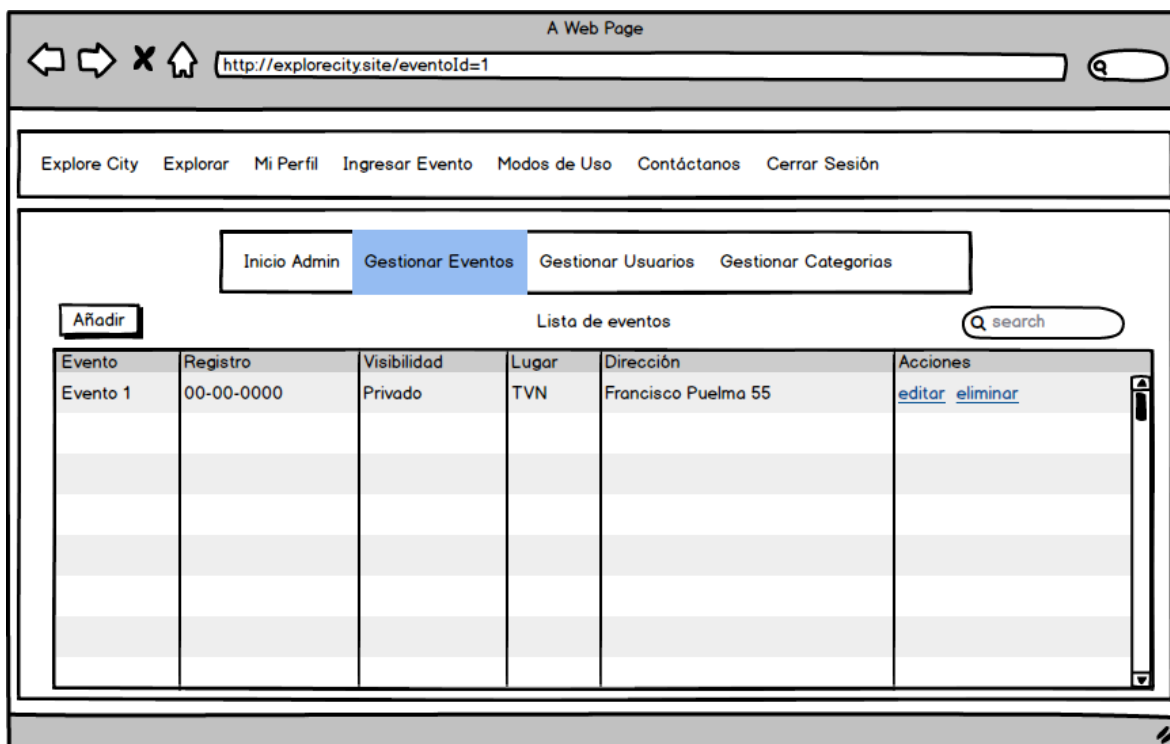 A Web Page
http://explorecity.site/eventoId=1
Explore City Explorar Mi Perfil Ingresar Evento Modos de Uso Contáctanos Cerrar Sesión
Inicio Admin Gestionar Eventos Gestionar Usuarios Gestionar Categorias
Añadir Lista de eventos search
Evento Registro Visibilidad Lugar Dirección Acciones
Evento 1 00-00-0000 Privado TVN Francisco Puelma 55 editar eliminar